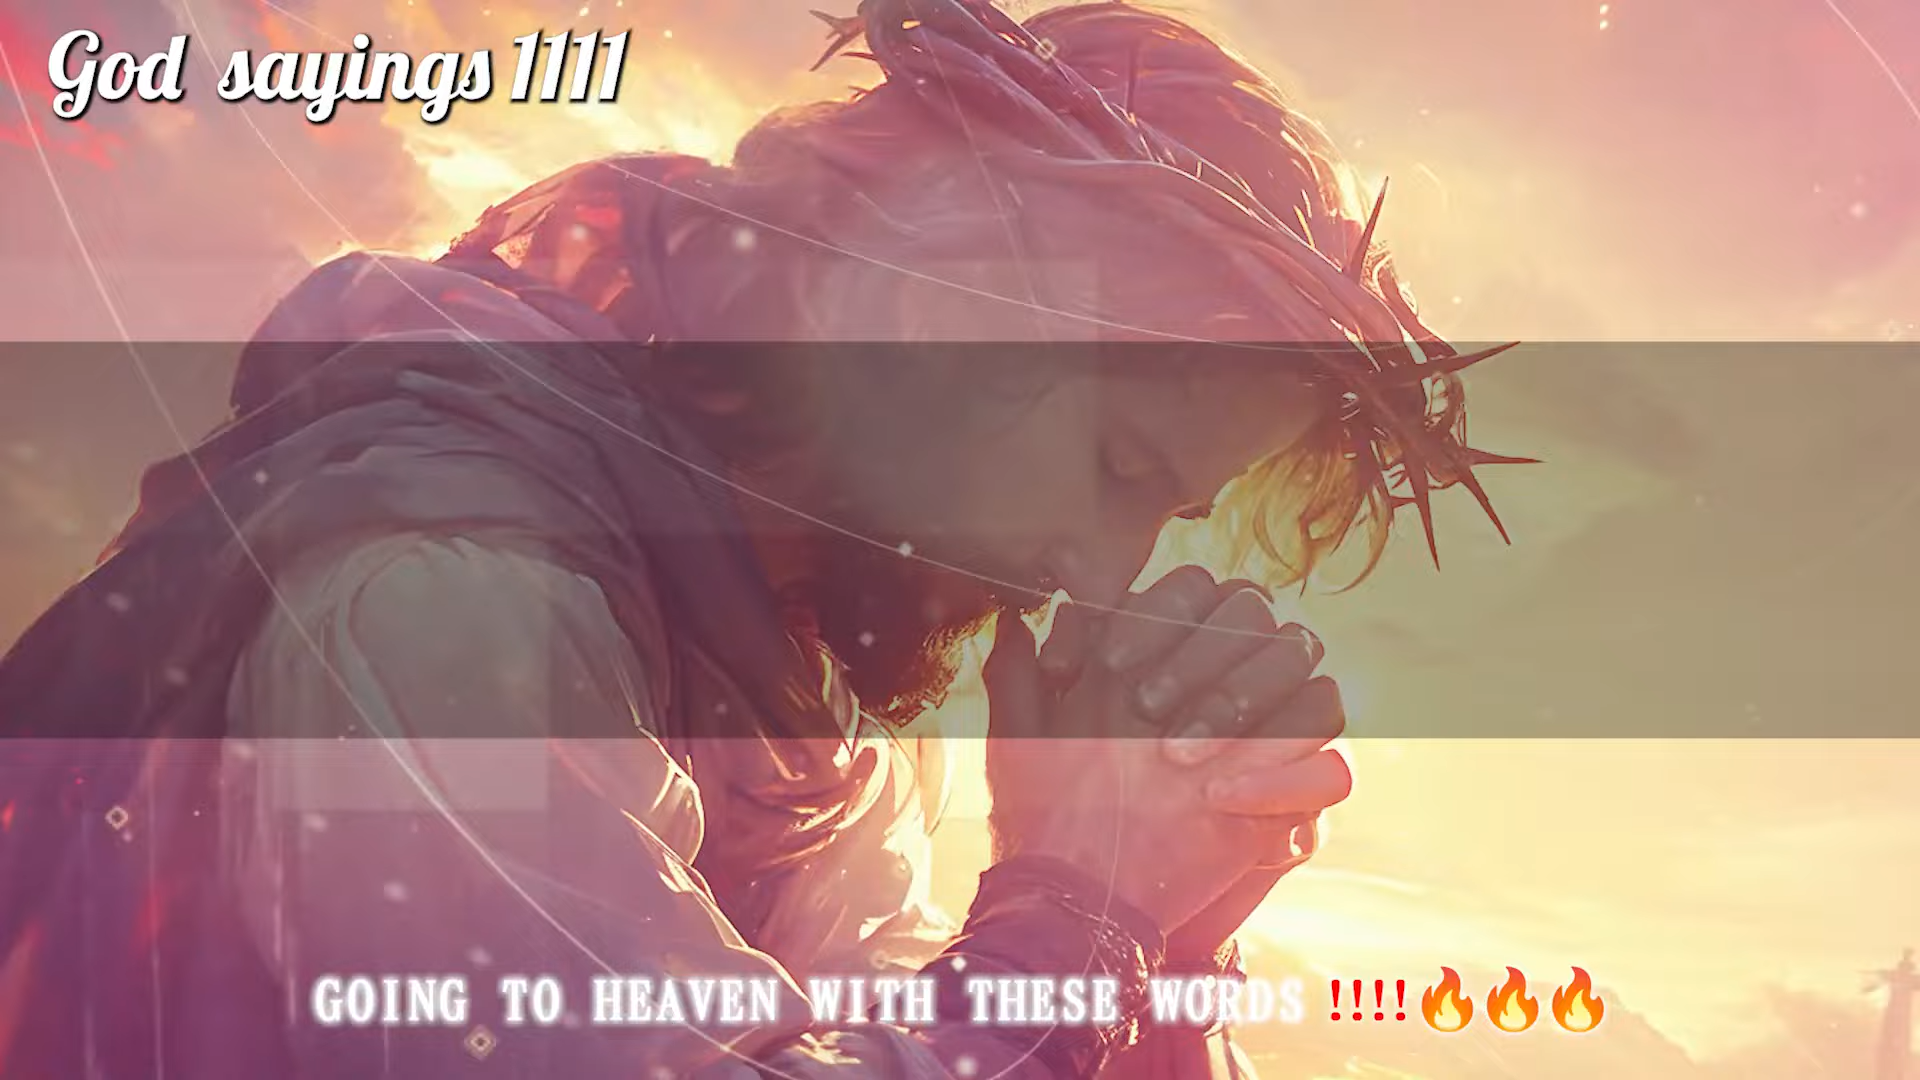 God sayings 1111
GOING TO HEAVEN WITH THESE WORDS !!!!🔥🔥🔥